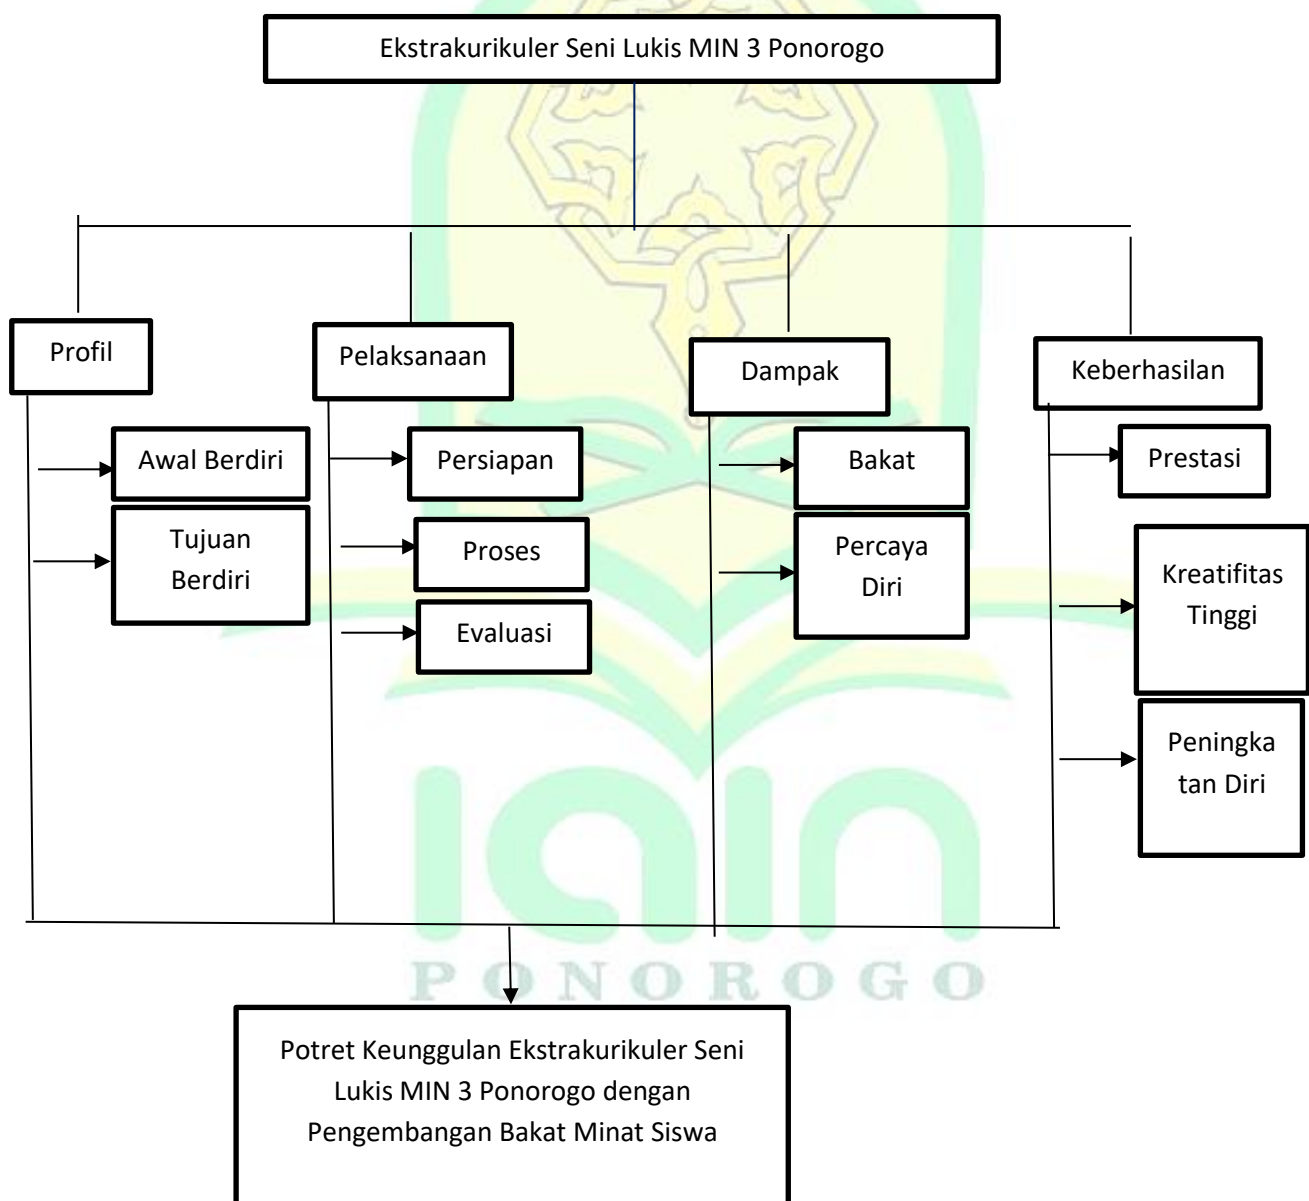 Ekstrakurikuler Seni Lukis MIN 3 Ponorogo
Profil
Pelaksanaan
Dampak
Keberhasilan
Awal Berdiri
Tujuan
Berdiri
Persiapan
Proses
Evaluasi
Bakat
Percaya
Diri
Prestasi
Kreatifitas
Tinggi
Peningka
tan Diri
iain
PONOROGO
Potret Keunggulan Ekstrakurikuler Seni
Lukis MIN 3 Ponorogo dengan
Pengembangan Bakat Minat Siswa